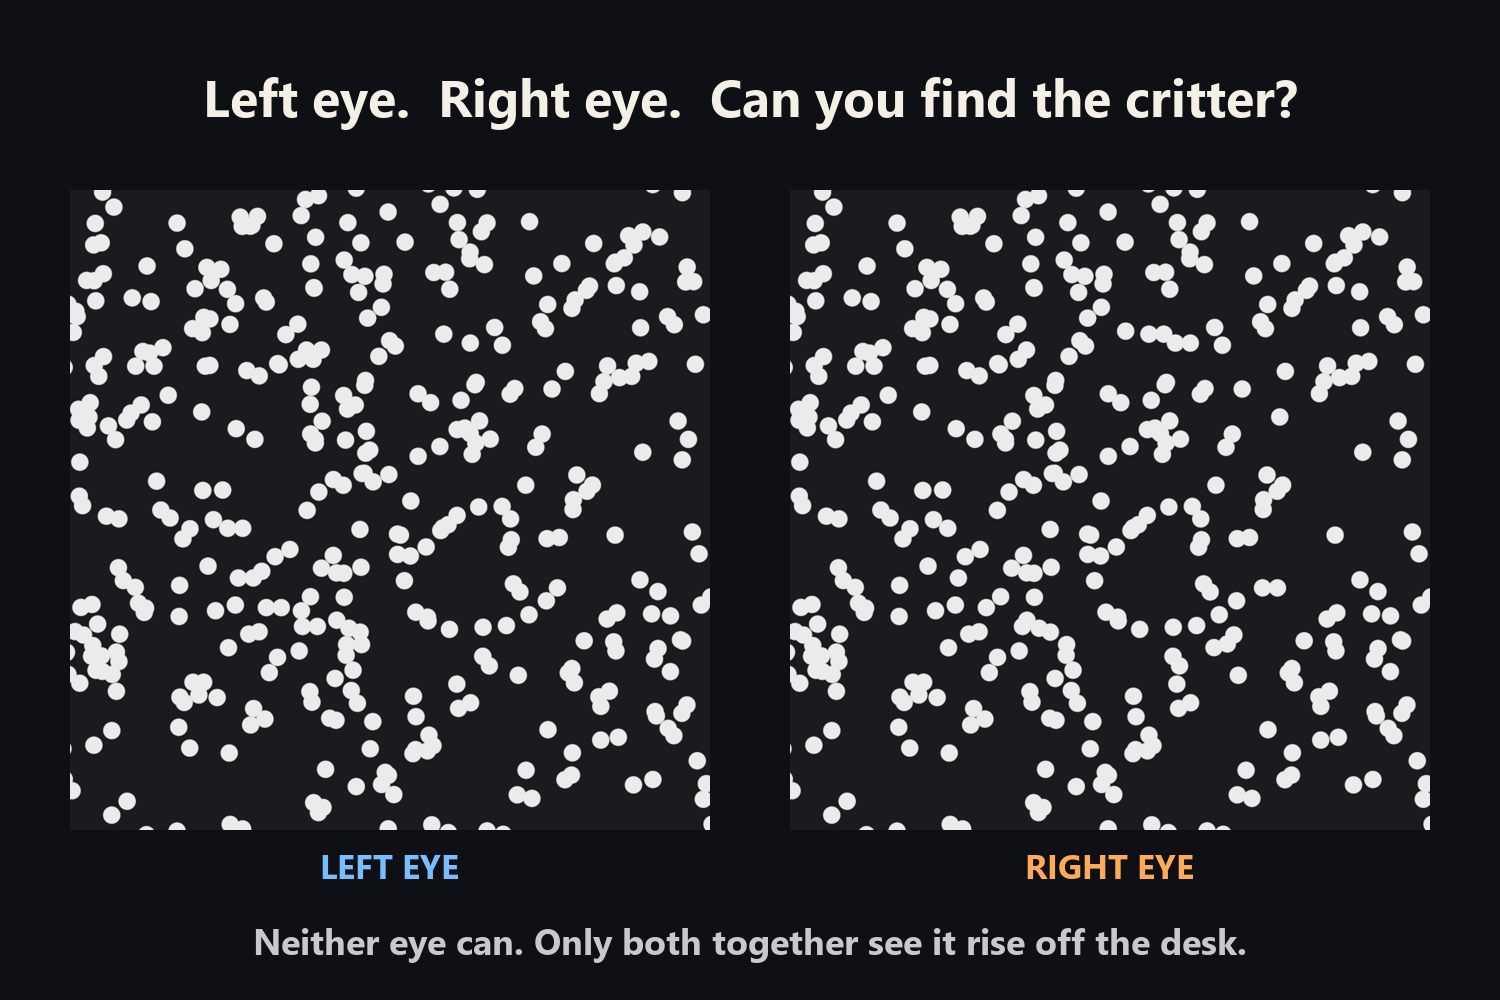 Left eye.  Right eye.  Can you find the critter?
LEFT EYE
RIGHT EYE
Neither eye can. Only both together see it rise off the desk.